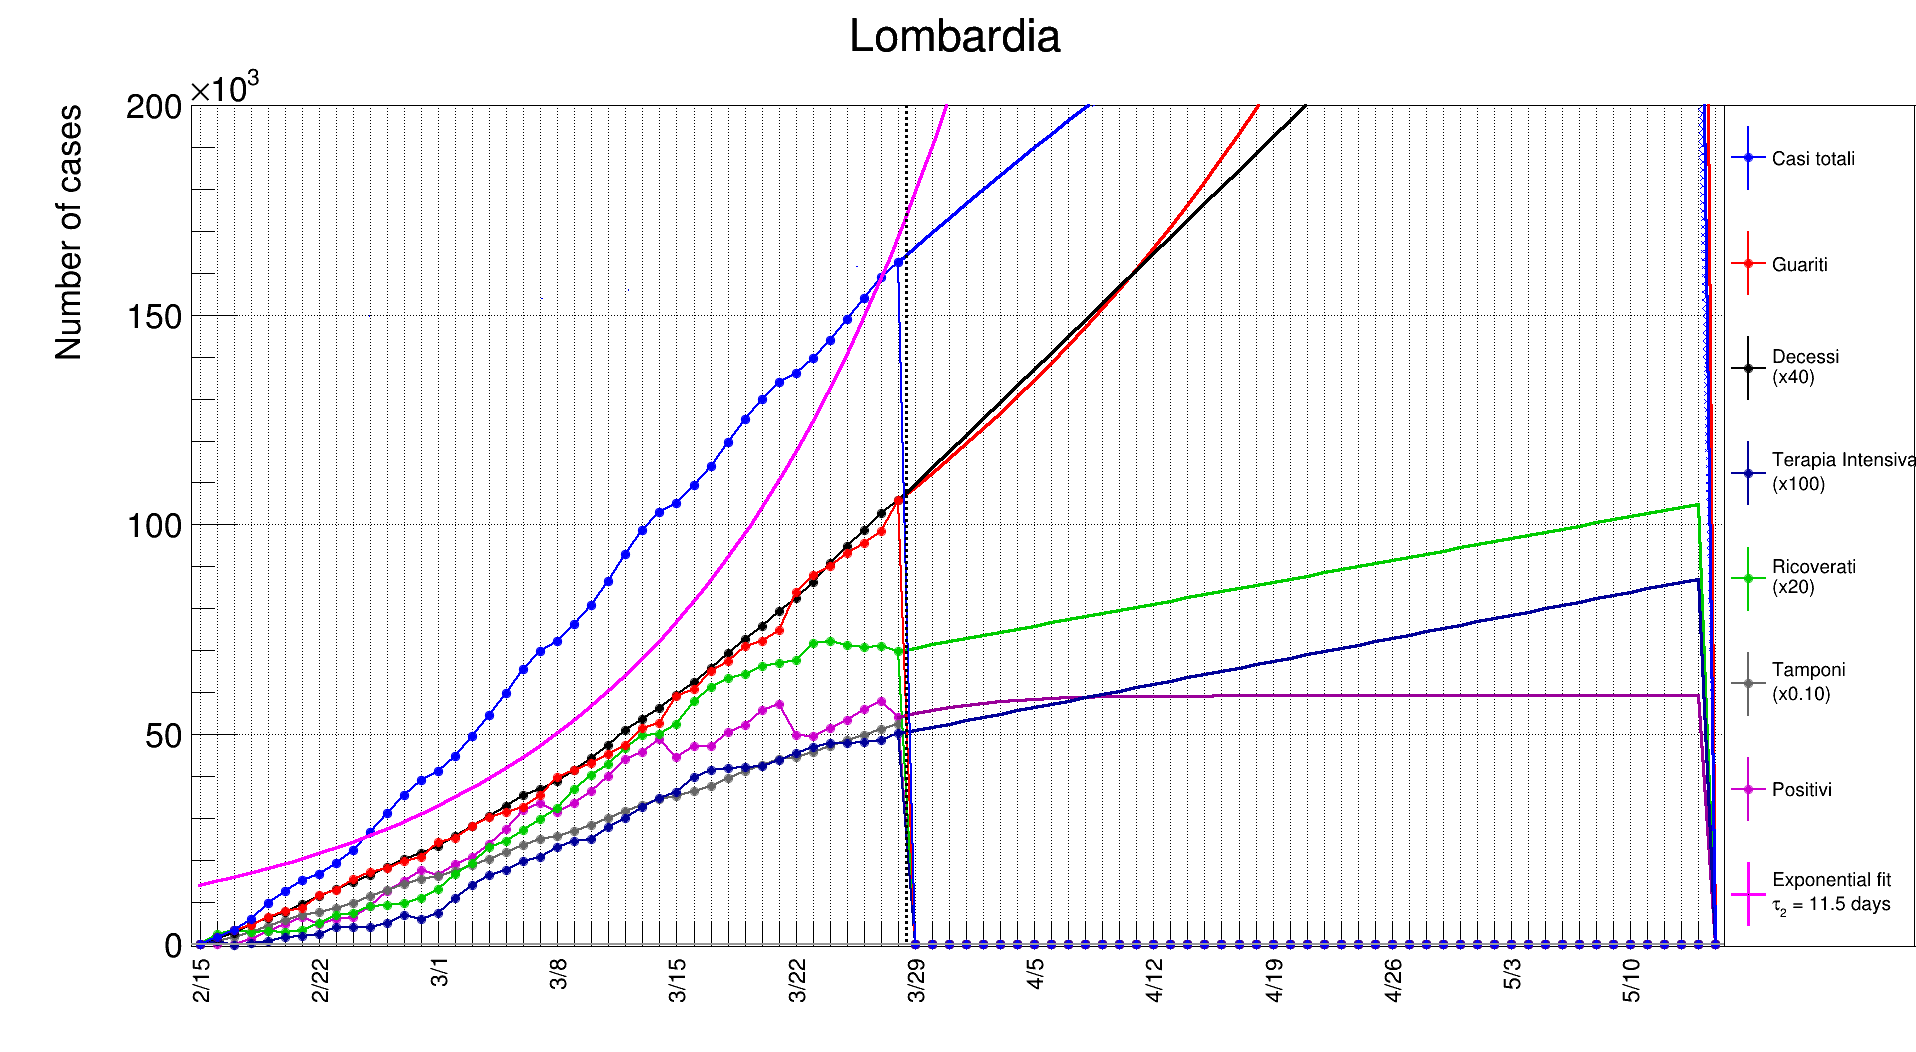 Lombardia
×10³
Number of cases
200
150
100
50
0
2/15
2/22
3/1
3/8
3/15
3/22
3/29
4/5
4/12
4/19
4/26
5/3
5/10
Casi totali
Guariti
Decessi
(x40)
Terapia Intensiva
(x100)
Ricoverati
(x20)
Tamponi
(x0.10)
Positivi
Exponential fit
τ₂ = 11.5 days